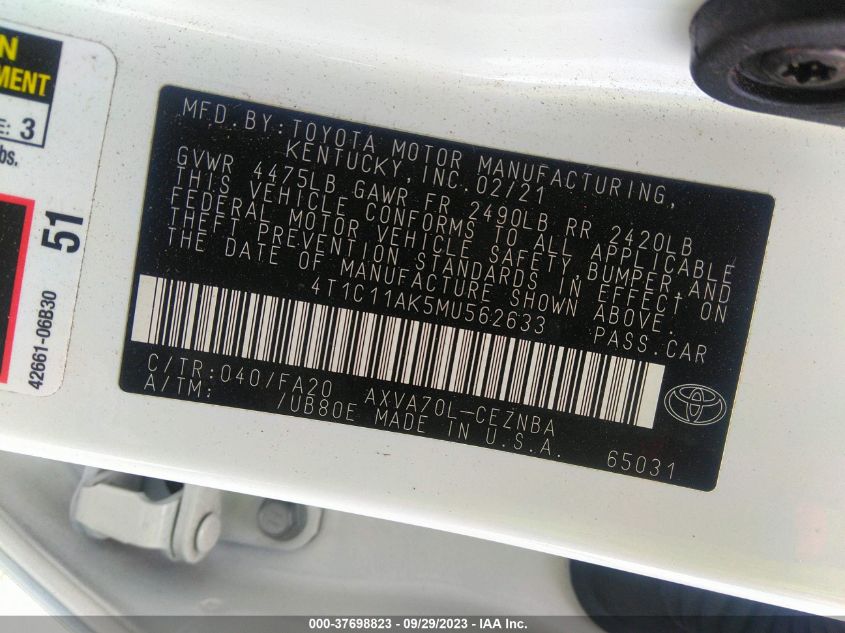 N
MENT
E: 3
bs.
51
42661-06B30
MFD.BY:TOYOTA MOTOR MANUFACTURING,
KENTUCKY, INC.02/21
GVWR 4475LB GAWR FR 2490LB RR 2420LB
THIS VEHICLE CONFORMS TO ALL APPLICABLE
FEDERAL MOTOR VEHICLE SAFETY,BUMPER,AND
THEFT PREVENTION STANDARDS IN EFFECT ON
THE DATE OF MANUFACTURE SHOWN ABOVE.
4T1C11AK5MU562633 PASS.CAR
C/TR:040/FA20 AXVA70L-CEZNBA
A/TM: /UB80E MADE IN U.S.A. 65031
000-37698823 - 09/29/2023 - IAA Inc.